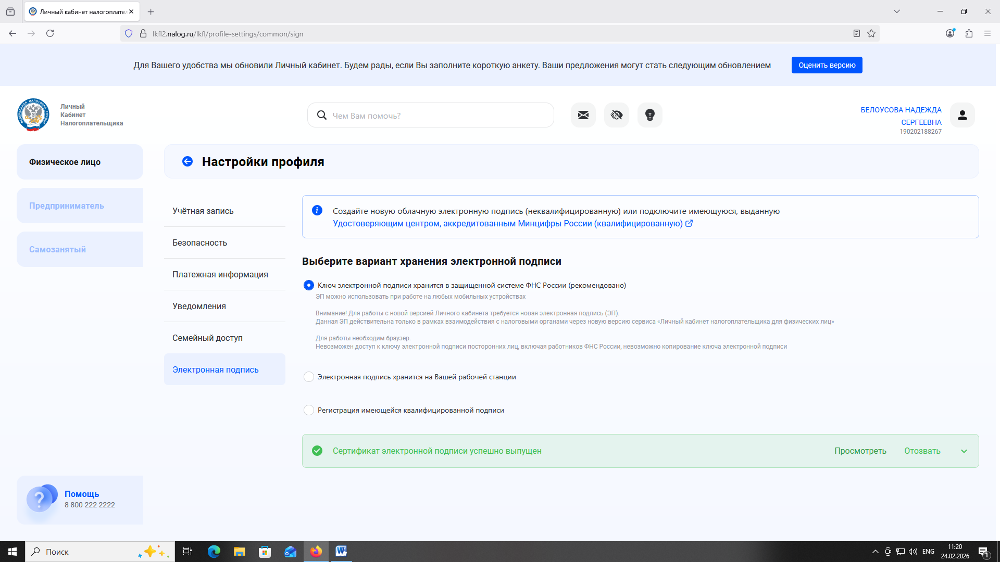 Личный кабинет налогоплате
lkfl2.nalog.ru/lkfl/profile-settings/common/sign
Для Вашего удобства мы обновили Личный кабинет. Будем рады, если Вы заполните короткую анкету. Ваши предложения могут стать следующим обновлением
Оценить версию
Личный
Кабинет
Налогоплательщика
Чем Вам помочь?
БЕЛОУСОВА НАДЕЖДА
СЕРГЕЕВНА
190202188267
Физическое лицо
Предприниматель
Самозанятый
Настройки профиля
Учётная запись
Безопасность
Платежная информация
Уведомления
Семейный доступ
Электронная подпись
Создайте новую облачную электронную подпись (неквалифицированную) или подключите имеющуюся, выданную
Удостоверяющим центром, аккредитованным Минцифры России (квалифицированную)
Выберите вариант хранения электронной подписи
Ключ электронной подписи хранится в защищенной системе ФНС России (рекомендовано)
ЭП можно использовать при работе на любых мобильных устройствах
Внимание! Для работы с новой версией Личного кабинета требуется новая электронная подпись (ЭП).
Данная ЭП действительна только в рамках взаимодействия с налоговыми органами через новую версию сервиса «Личный кабинет налогоплательщика для физических лиц»
Для работы необходим браузер.
Невозможен доступ к ключу электронной подписи посторонних лиц, включая работников ФНС России, невозможно копирование ключа электронной подписи
Электронная подпись хранится на Вашей рабочей станции
Регистрация имеющейся квалифицированной подписи
Сертификат электронной подписи успешно выпущен
Просмотреть
Отозвать
Помощь
8 800 222 2222
Поиск
ENG
11:20
24.02.2026
1